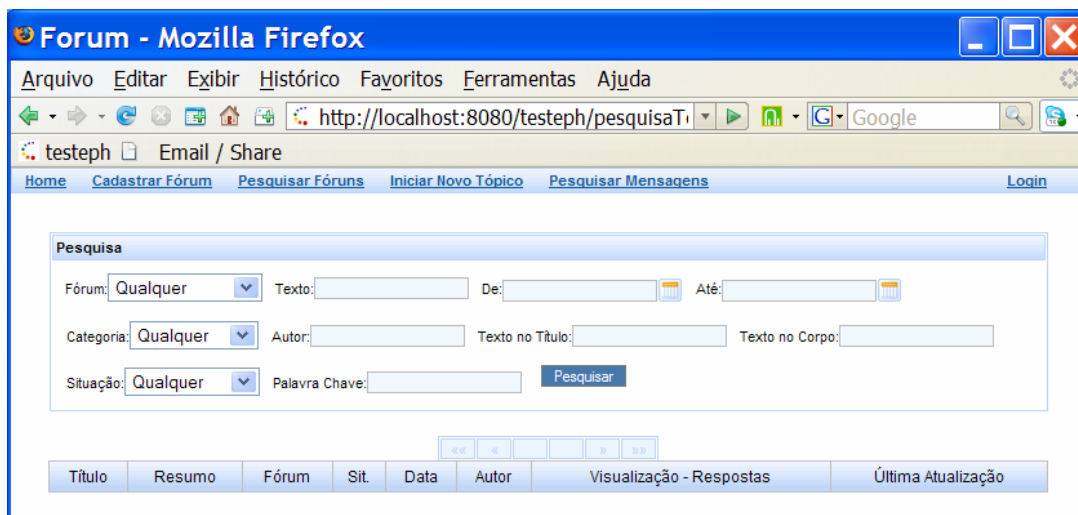 Forum - Mozilla Firefox
Arquivo Editar Exibir Histórico Favoritos Ferramentas Ajuda
http://localhost:8080/testeph/pesquisaT G Google
testeph Email / Share
Home Cadastrar Fórum Pesquisar Fóruns Iniciar Novo Tópico Pesquisar Mensagens Login
Pesquisa
Fórum: Qualquer Texto: De: Até:
Categoria: Qualquer Autor: Texto no Título: Texto no Corpo:
Situação: Qualquer Palavra Chave: Pesquisar
«« « » »»
Título Resumo Fórum Sit. Data Autor Visualização - Respostas Última Atualização